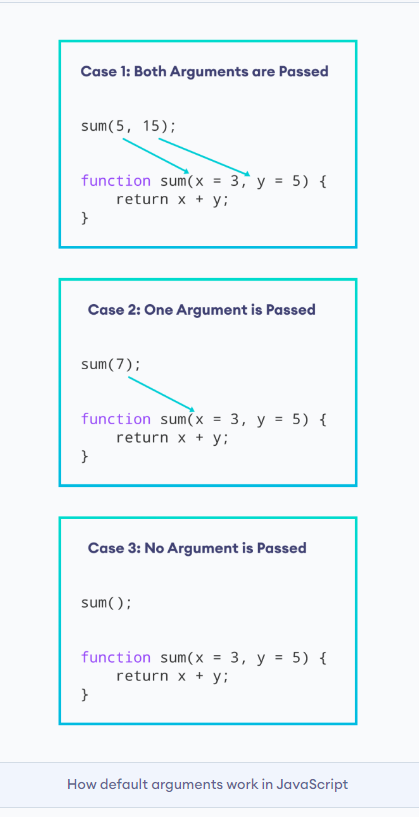 Case 1: Both Arguments are Passed
sum(5, 15);
function sum(x = 3, y = 5) {
    return x + y;
}
Case 2: One Argument is Passed
sum(7);
function sum(x = 3, y = 5) {
    return x + y;
}
Case 3: No Argument is Passed
sum();
function sum(x = 3, y = 5) {
    return x + y;
}
How default arguments work in JavaScript